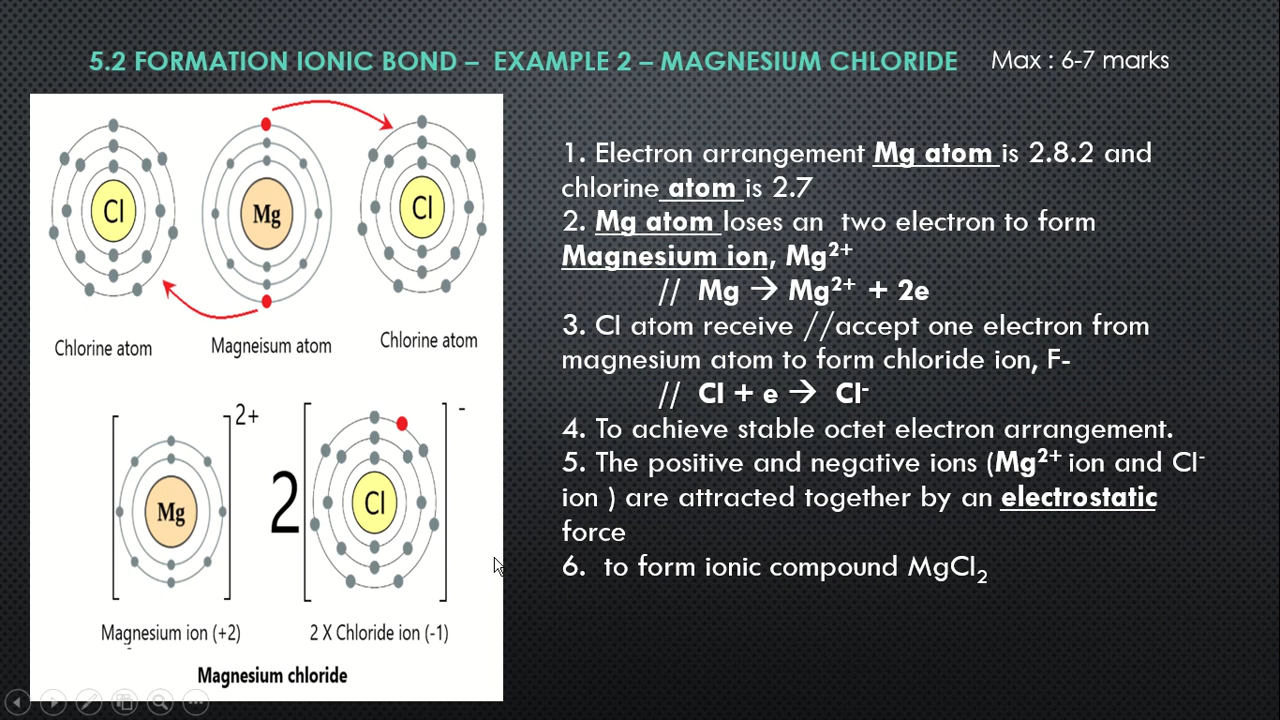 5.2 FORMATION IONIC BOND – EXAMPLE 2 – MAGNESIUM CHLORIDE
Max : 6-7 marks
Cl
Mg
Cl
Chlorine atom
Magneisum atom
Chlorine atom
2+
-
Mg
2
Cl
Magnesium ion (+2)
2 X Chloride ion (-1)
Magnesium chloride
1. Electron arrangement Mg atom is 2.8.2 and
chlorine atom is 2.7
2. Mg atom loses an two electron to form
Magnesium ion, Mg²⁺
// Mg → Mg²⁺ + 2e
3. Cl atom receive //accept one electron from
magnesium atom to form chloride ion, F-
// Cl + e → Cl⁻
4. To achieve stable octet electron arrangement.
5. The positive and negative ions (Mg²⁺ ion and Cl⁻
ion ) are attracted together by an electrostatic
force
6. to form ionic compound MgCl₂